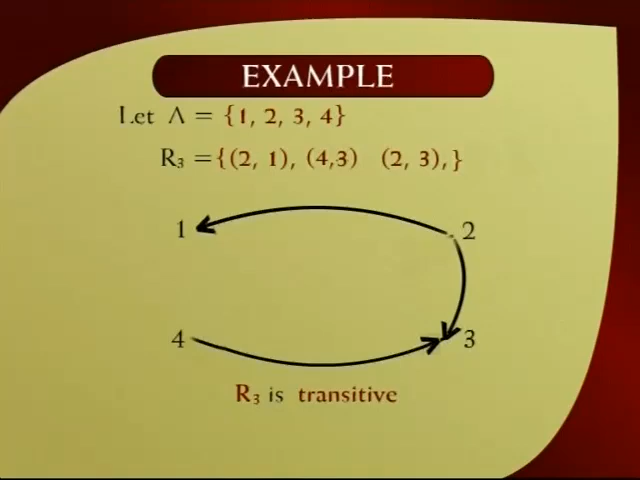 EXAMPLE
Let A = {1, 2, 3, 4}
R₃ = {(2, 1), (4,3) (2, 3), }
1 2
4 3
R₃ is transitive